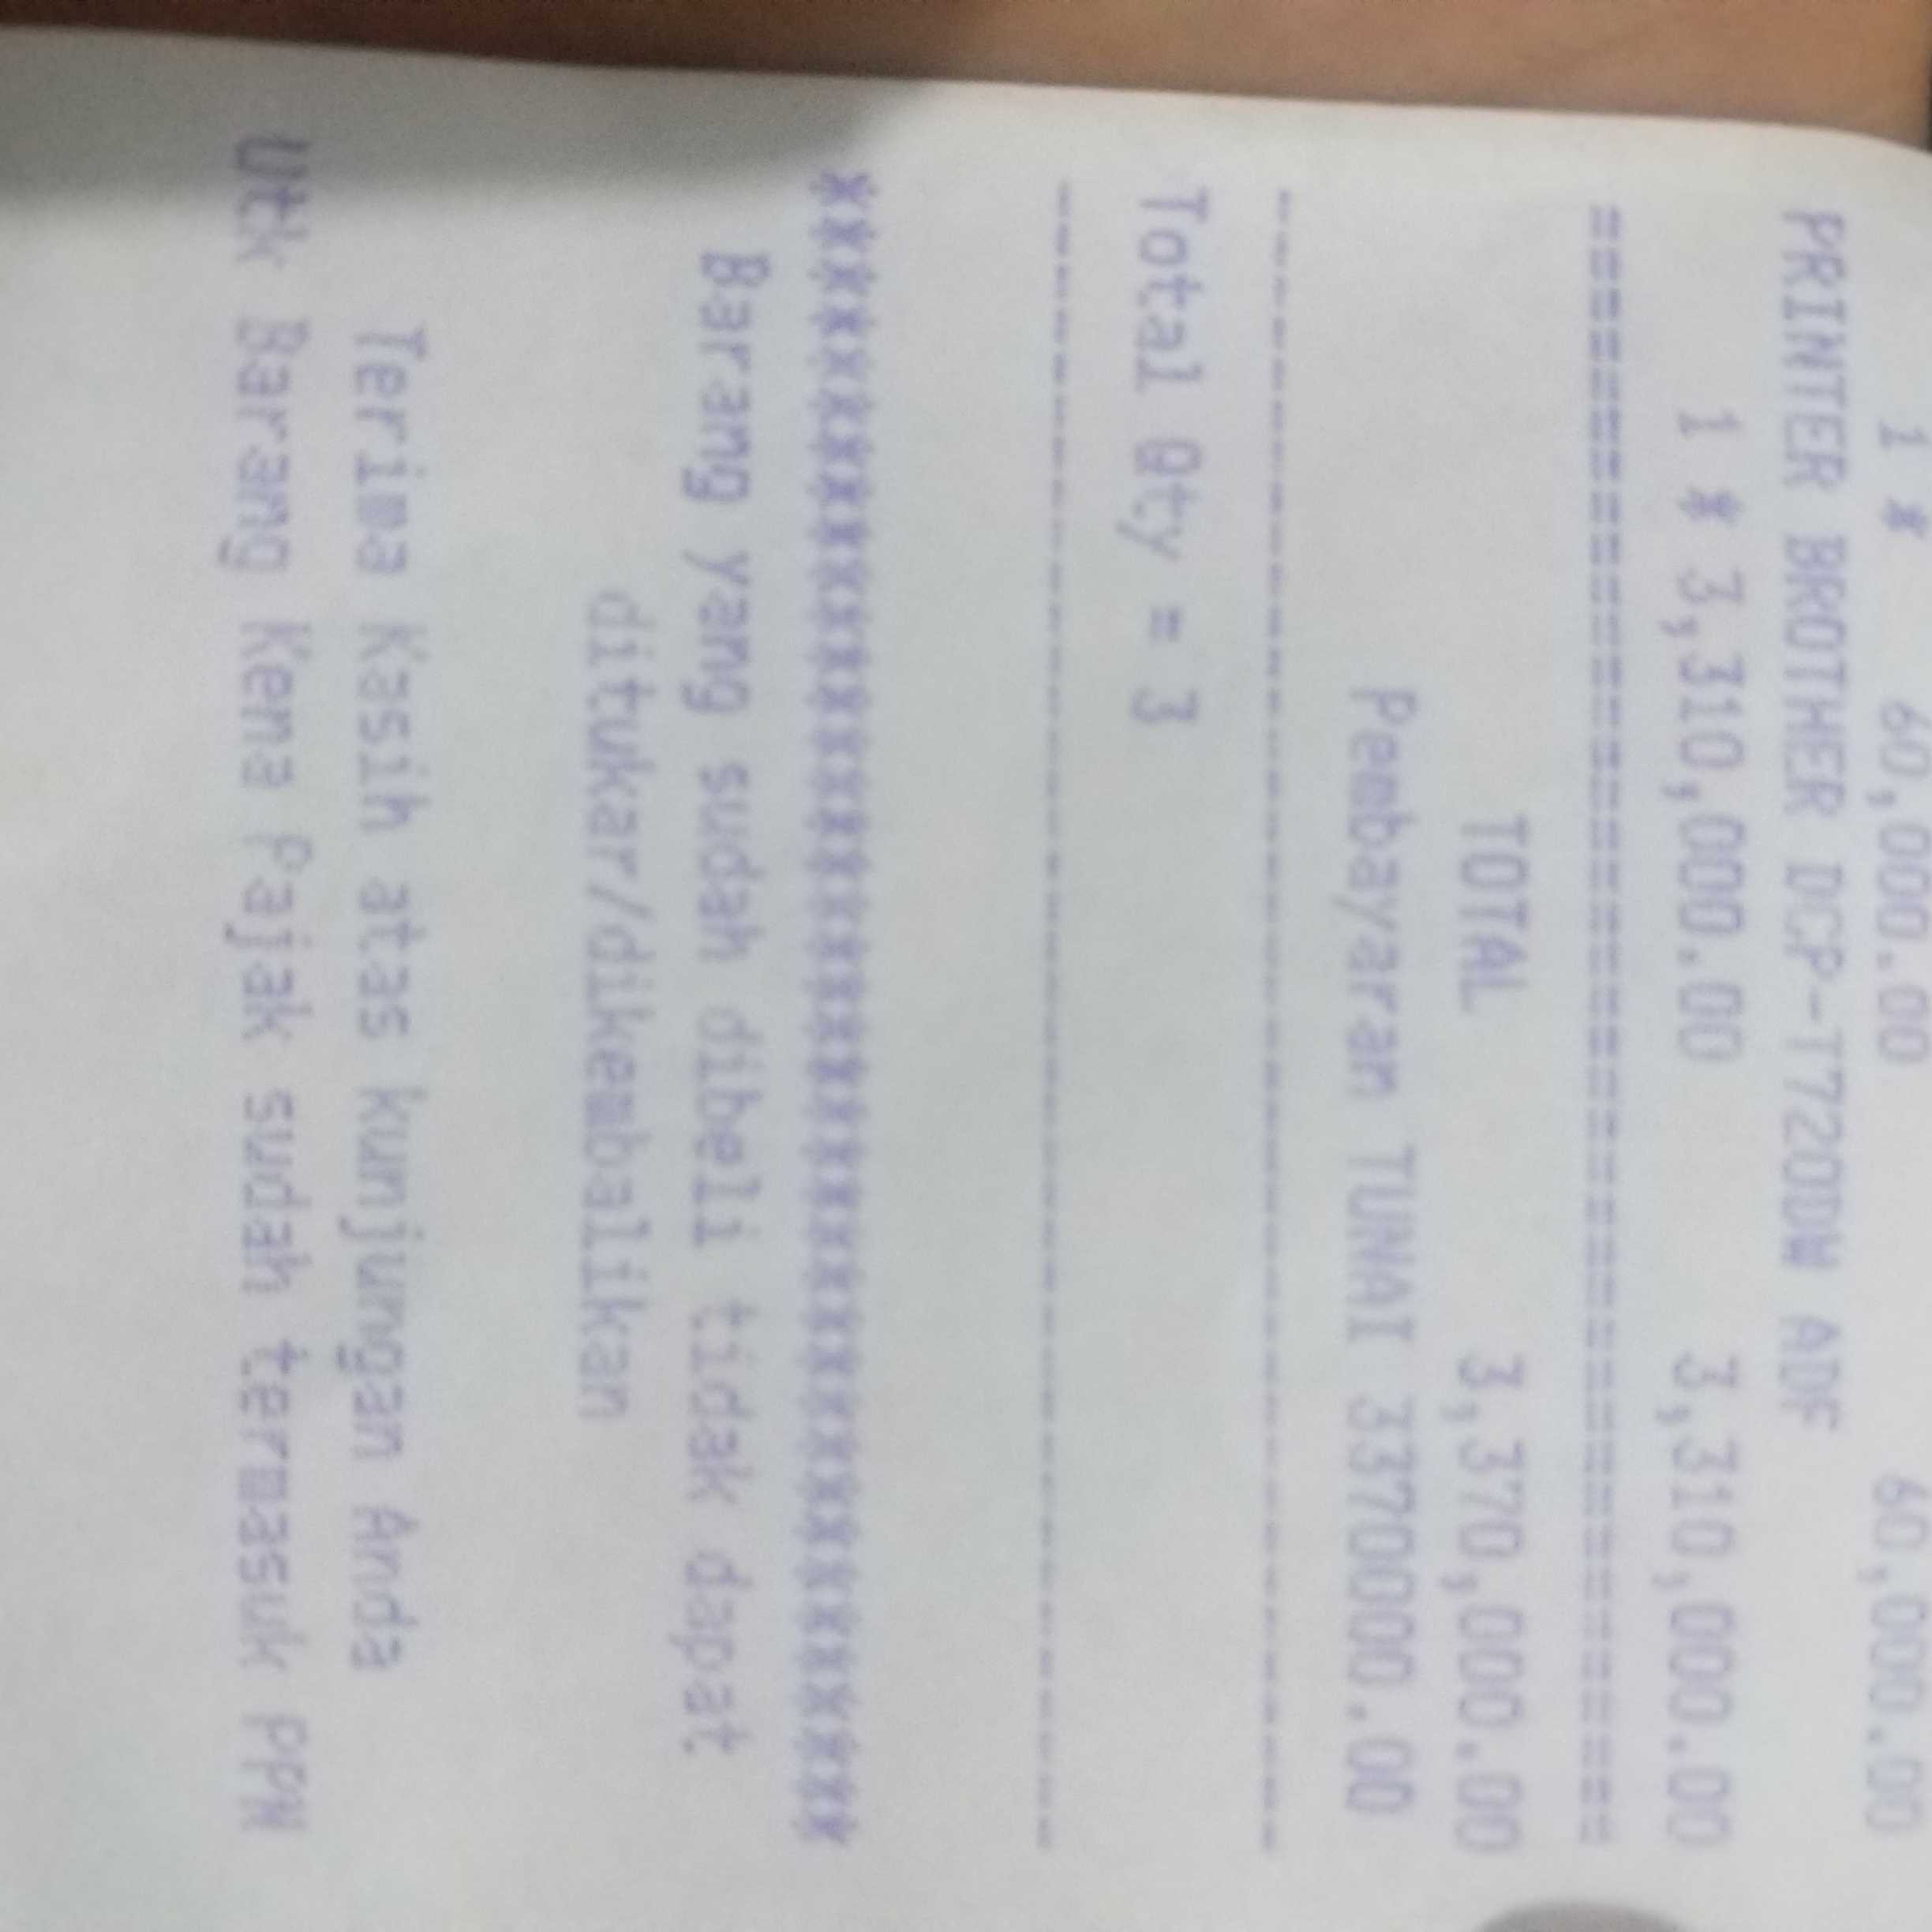 1 * 60,000.00 60,000.00
PRINTER BROTHER DCP-T720DW ADF
1 * 3,310,000.00 3,310,000.00
========================================
TOTAL 3,370,000.00
Pembayaran TUNAI 3370000.00
----------------------------------------
Total Qty = 3
----------------------------------------
****************************************
Barang yang sudah dibeli tidak dapat
ditukar/dikembalikan
Terima Kasih atas kunjungan Anda
Utk Barang Kena Pajak sudah termasuk PPN